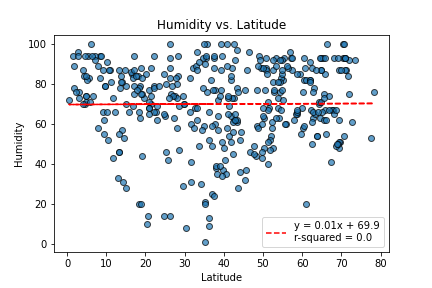 Humidity vs. Latitude
100
80
60
40
20
0
Humidity
y = 0.01x + 69.9
r-squared = 0.0
0 10 20 30 40 50 60 70 80
Latitude